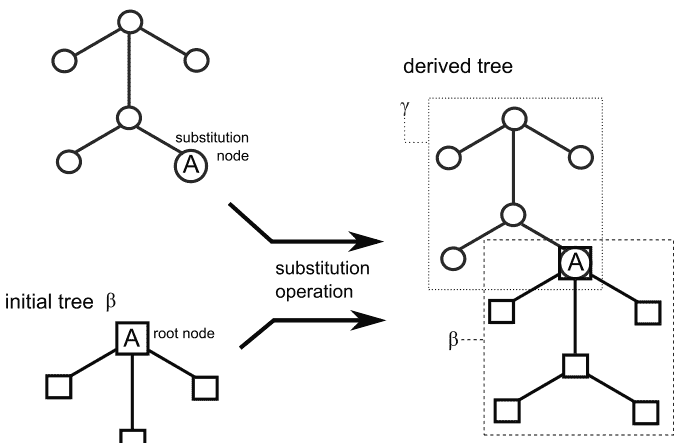 substitution
node
A
initial tree β
A
root node
substitution
operation
derived tree
γ
A
β